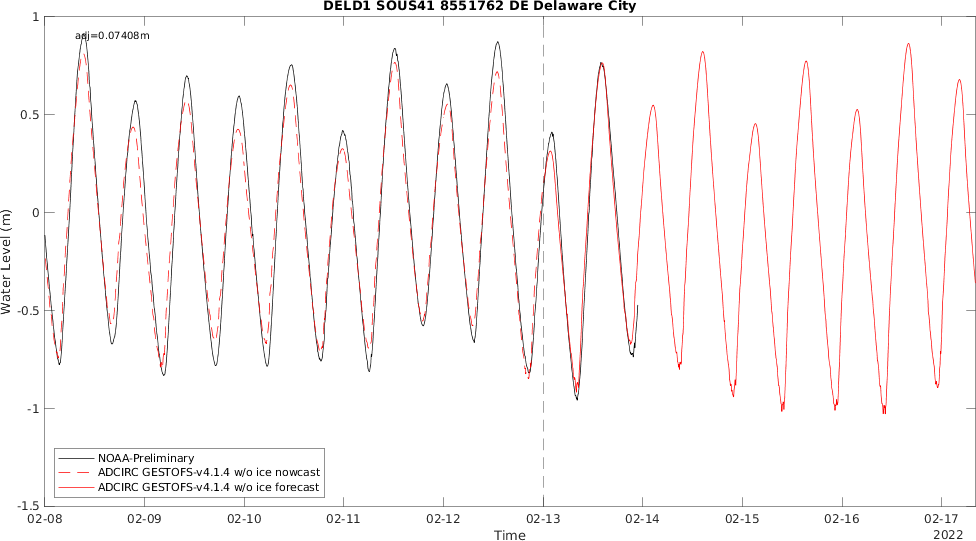 DELD1 SOUS41 8551762 DE Delaware City
adj=0.07408m
1
0.5
0
-0.5
-1
-1.5
Water Level (m)
NOAA-Preliminary
ADCIRC GESTOFS-v4.1.4 w/o ice nowcast
ADCIRC GESTOFS-v4.1.4 w/o ice forecast
02-08 02-09 02-10 02-11 02-12 02-13 02-14 02-15 02-16 02-17
Time
2022